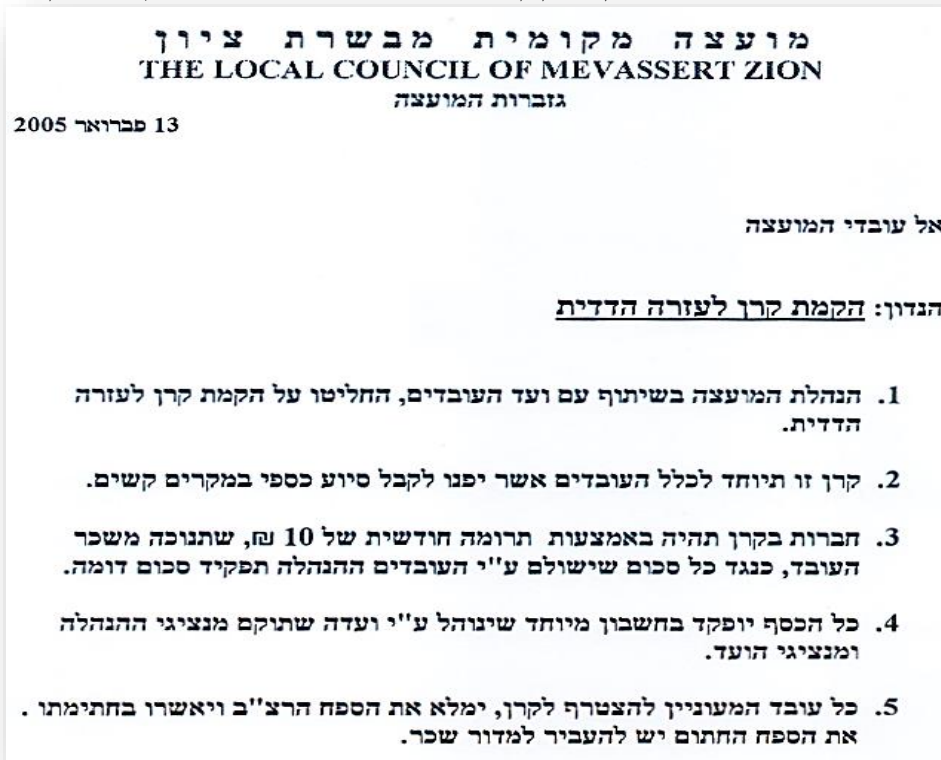 מועצה מקומית מבשרת ציון
THE LOCAL COUNCIL OF MEVASSERT ZION
גזברות המועצה
13 פברואר 2005
אל עובדי המועצה
הנדון: הקמת קרן לעזרה הדדית
1. הנהלת המועצה בשיתוף עם ועד העובדים, החליטו על הקמת קרן לעזרה
הדדית.
2. קרן זו תיוחד לכלל העובדים אשר יפנו לקבל סיוע כספי במקרים קשים.
3. חברות בקרן תהיה באמצעות תרומה חודשית של 10 ₪, שתנוכה משכר
העובד, כנגד כל סכום שישולם ע''י העובדים ההנהלה תפקיד סכום דומה.
4. כל הכסף יופקד בחשבון מיוחד שינוהל ע''י ועדה שתוקם מנציגי ההנהלה
ומנציגי הועד.
5. כל עובד המעוניין להצטרף לקרן, ימלא את הספח הרצ''ב ויאשרו בחתימתו .
את הספח החתום יש להעביר למדור שכר.